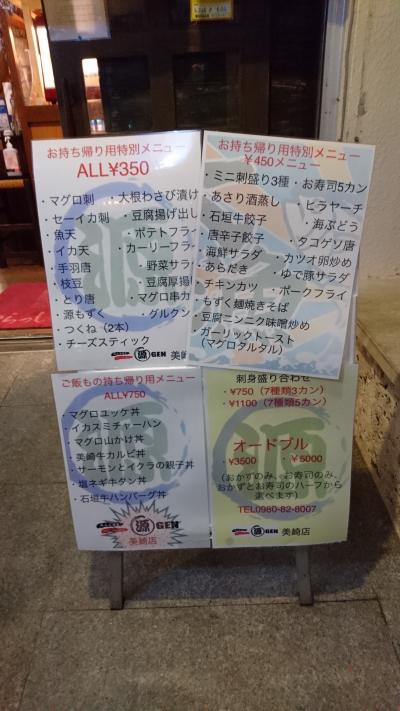 お持ち帰り用特別メニュー
ALL¥350
・マグロ刺 ・大根わさび漬け
・セーイカ刺 ・豆腐揚げ出し
・魚天 ・ポテトフライ
・イカ天 ・カーリーフライ
・手羽唐 ・野菜サラ
・枝豆 ・豆腐厚揚
・とり唐 ・マグロ串カ
・源もずく ・グルクン
・つくね(2本)
・チーズスティック
源 GEN 美崎
お持ち帰り用特別メニュー
¥450メニュー
・ミニ刺盛り3種 ・お寿司5カン
・あさり酒蒸し ・ヒラヤーチ
・石垣牛餃子 ・海ぶどう
・唐辛子餃子 ・タコゲソ唐
・海鮮サラダ ・カツオ卵炒め
・あらだき ・ゆで豚サラダ
・チキンカツ ・ポークフライ
・もずく麺焼きそば
・豆腐ニンニク味噌炒め
・ガーリックトースト
(マグロタルタル)
源 GEN
ご飯もの持ち帰り用メニュー
ALL¥750
・マグロユッケ丼
・イカスミチャーハン
・マグロ山かけ丼
・美崎牛カルビ丼
・サーモンとイクラの親子丼
・塩ネギ牛タン丼
・石垣牛ハンバーグ丼
源 GEN
美崎店
刺身盛り合わせ
・¥750(7種類3カン)
・¥1100(7種類5カン)
オードブル
・¥3500 ・¥5000
(おかずのみ、お寿司のみ、
おかずとお寿司のハーフから
選べます)
TEL0980-82-8007
源 GEN 美崎店